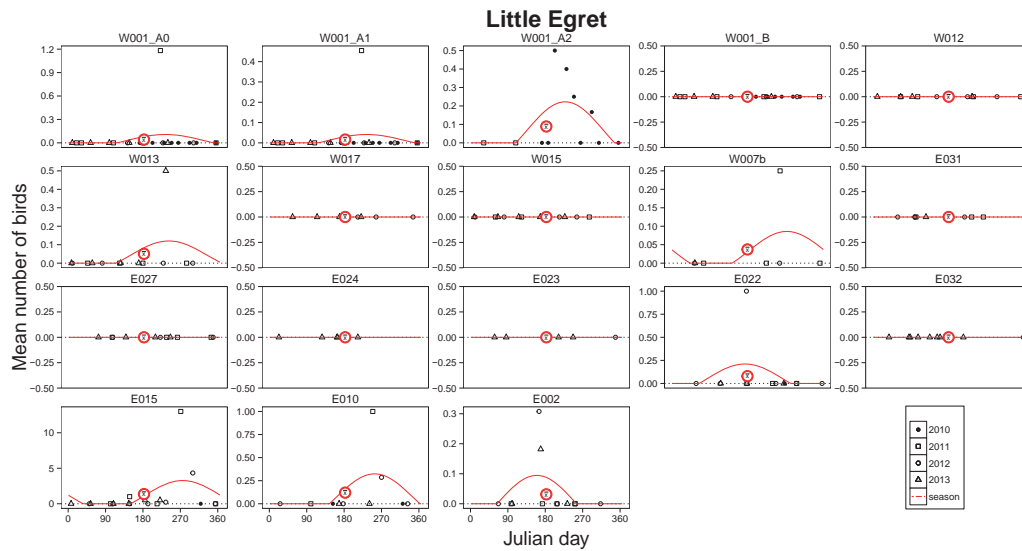 Little Egret
W001_A0 W001_A1 W001_A2 W001_B W012
1.2 0.9 0.6 0.3 0.0
0.4 0.3 0.2 0.1 0.0
0.5 0.4 0.3 0.2 0.1 0.0
0.50 0.25 0.00 −0.25 −0.50
0.50 0.25 0.00 −0.25 −0.50
W013 W017 W015 W007b E031
0.5 0.4 0.3 0.2 0.1 0.0
0.50 0.25 0.00 −0.25 −0.50
0.50 0.25 0.00 −0.25 −0.50
0.25 0.20 0.15 0.10 0.05 0.00
0.50 0.25 0.00 −0.25 −0.50
Mean number of birds
E027 E024 E023 E022 E032
0.50 0.25 0.00 −0.25 −0.50
0.50 0.25 0.00 −0.25 −0.50
0.50 0.25 0.00 −0.25 −0.50
1.00 0.75 0.50 0.25 0.00
0.50 0.25 0.00 −0.25 −0.50
E015 E010 E002
10 5 0
1.00 0.75 0.50 0.25 0.00
0.3 0.2 0.1 0.0
0 90 180 270 360
0 90 180 270 360
0 90 180 270 360
Julian day
2010
2011
2012
2013
season